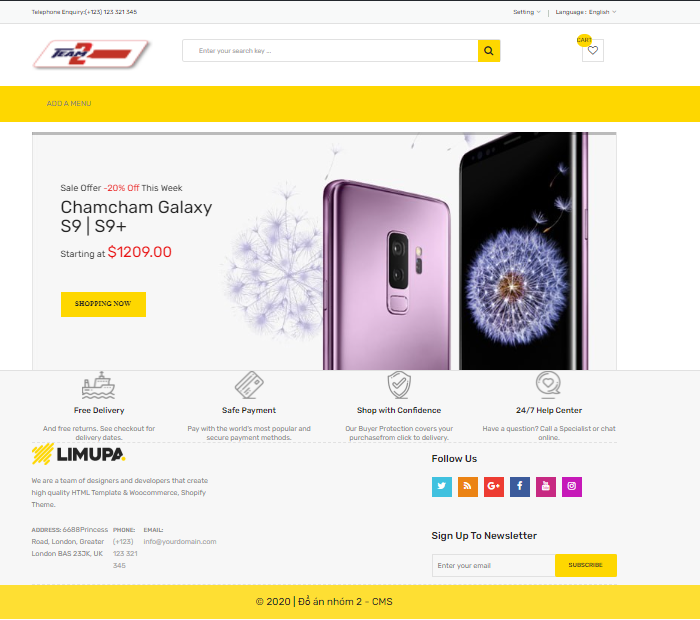 Telephone Enquiry:(+123) 123 321 345
Setting
Language : English
TEAM 2
Enter your search key ...
CART
ADD A MENU
Sale Offer -20% Off This Week
Chamcham Galaxy
S9 | S9+
Starting at $1209.00
SHOPPING NOW
Free Delivery
And free returns. See checkout for
delivery dates.
Safe Payment
Pay with the world's most popular and
secure payment methods.
Shop with Confidence
Our Buyer Protection covers your
purchasefrom click to delivery.
24/7 Help Center
Have a question? Call a Specialist or chat
online.
LIMUPA.
We are a team of designers and developers that create
high quality HTML Template & Woocommerce, Shopify
Theme.
ADDRESS: 6688Princess
Road, London, Greater
London BAS 23JK, UK
PHONE:
(+123)
123 321
345
EMAIL:
info@yourdomain.com
Follow Us
Sign Up To Newsletter
Enter your email
SUBSCRIBE
© 2020 | Đồ án nhóm 2 - CMS